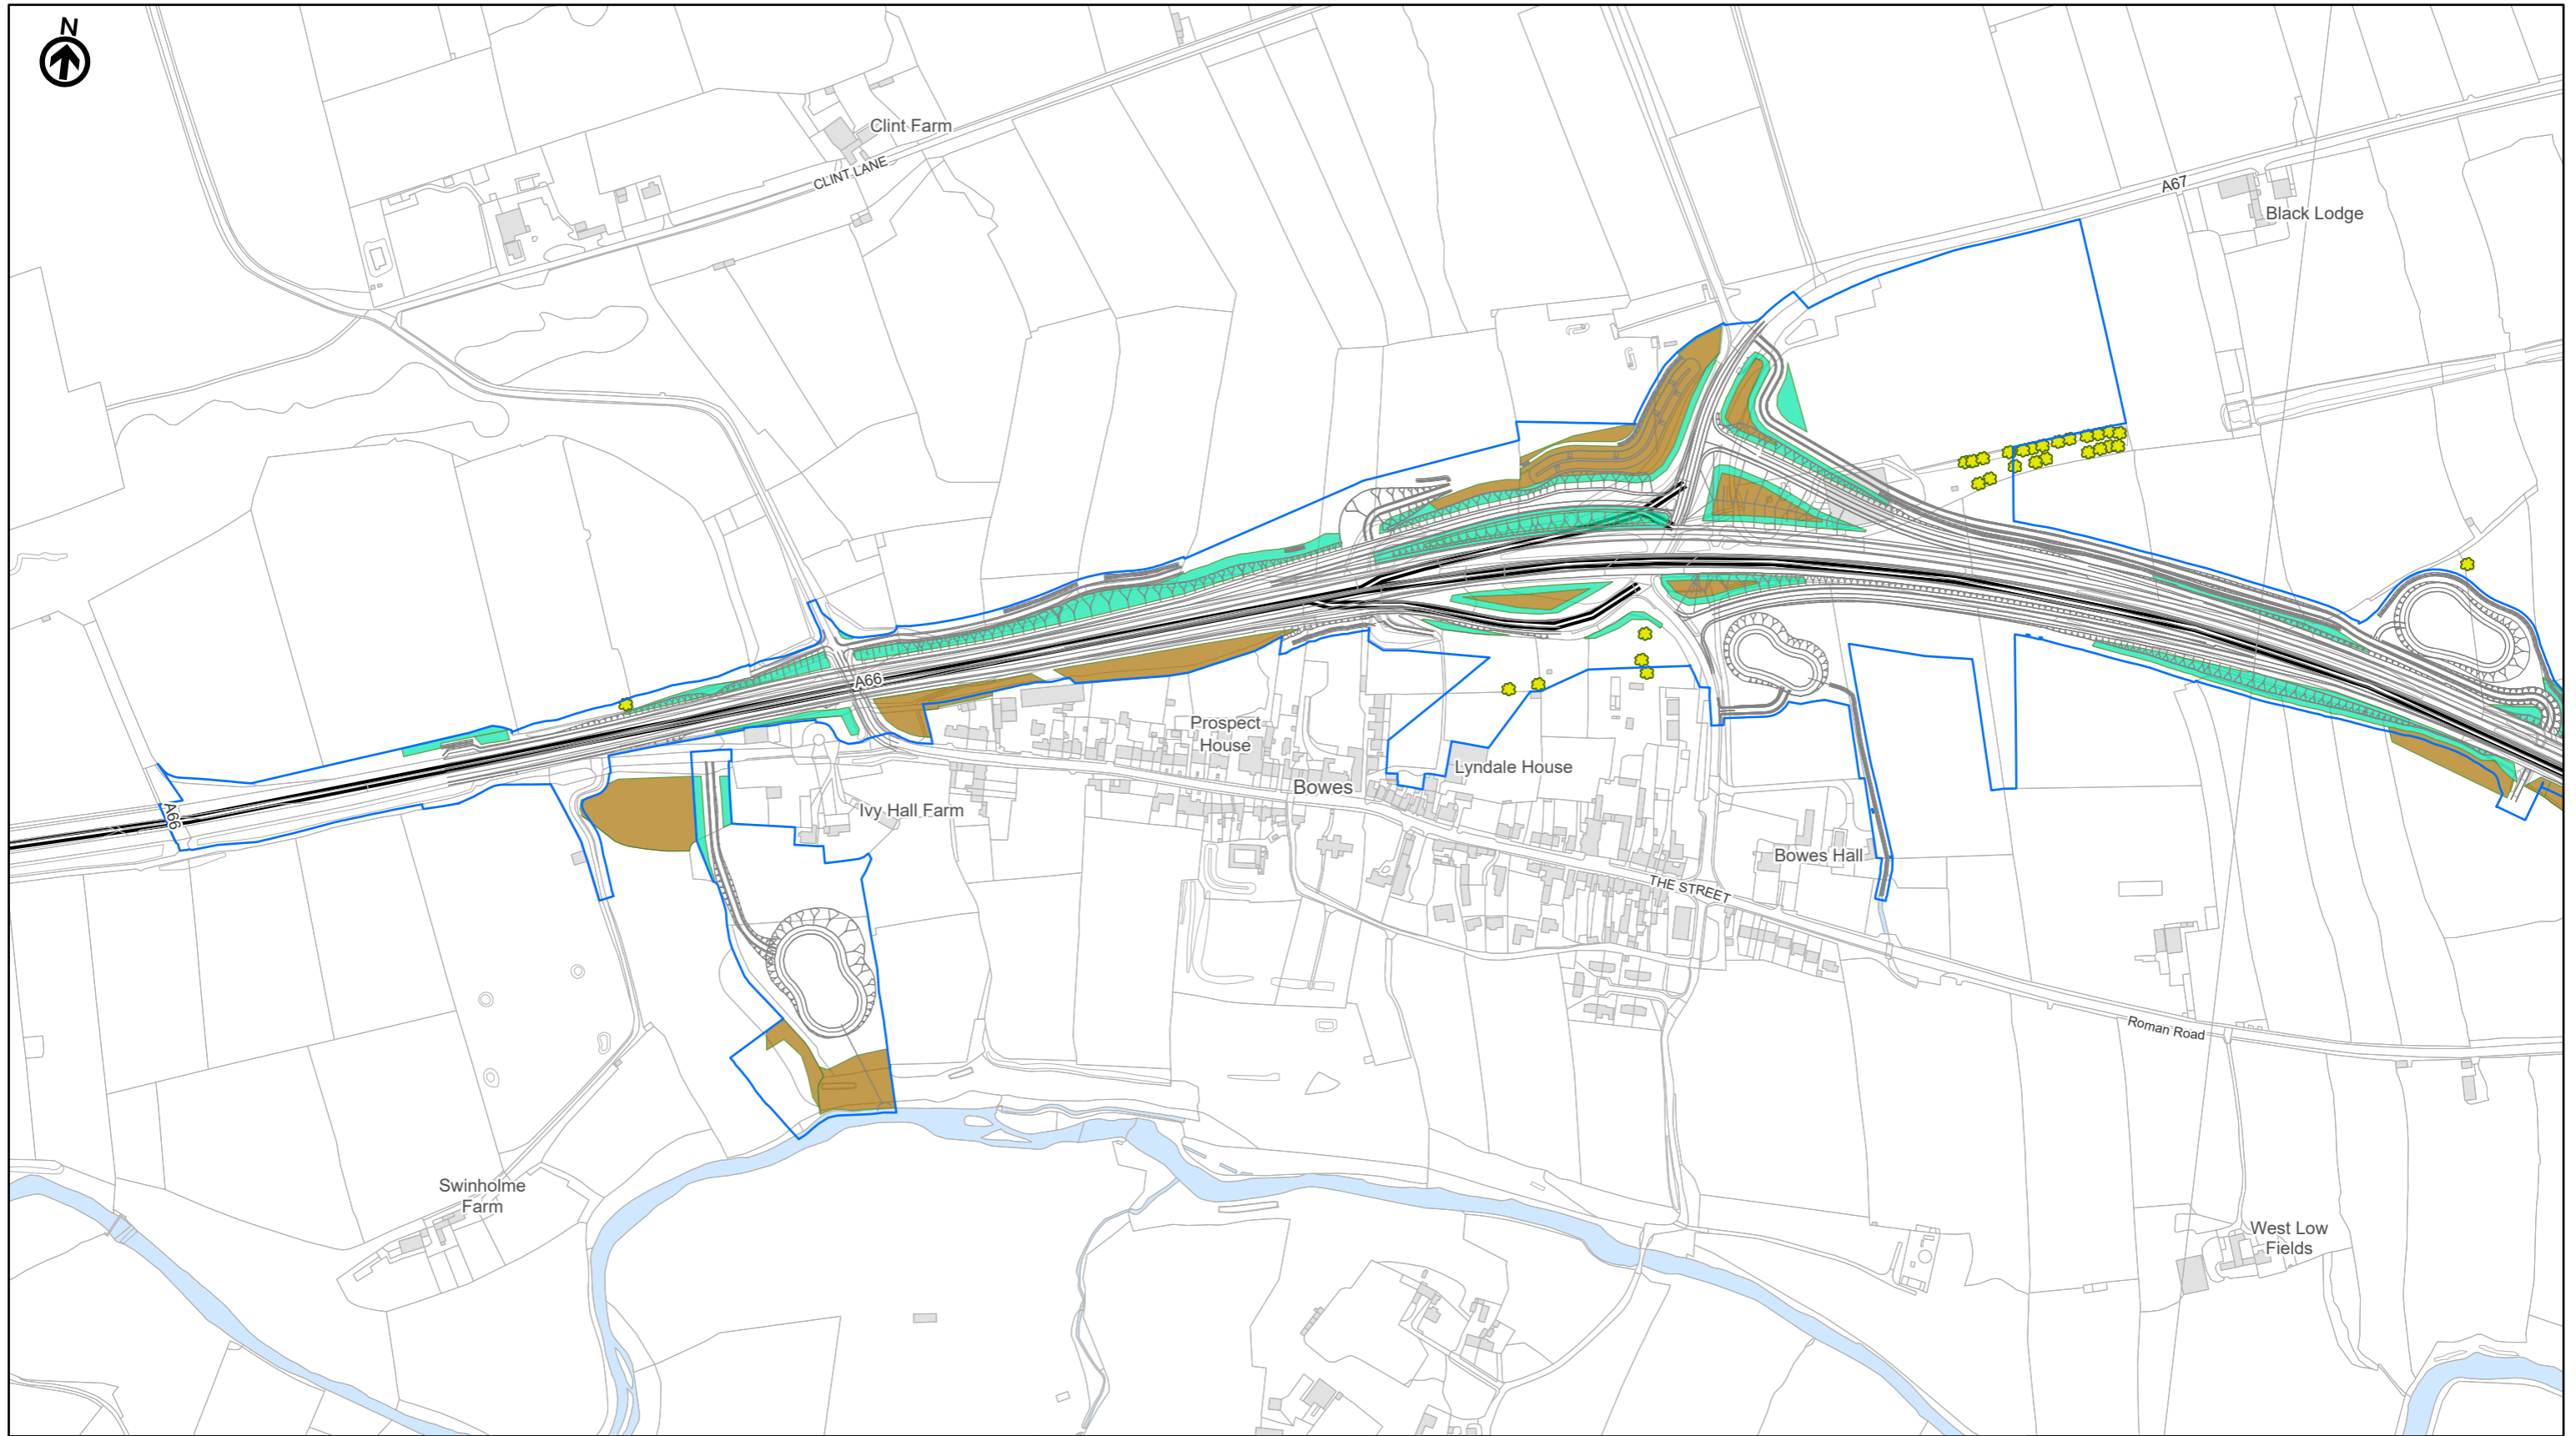 N
Clint Farm
CLINT LANE
A67
Black Lodge
A66
Prospect
House
Lyndale House
Bowes
A66
Ivy Hall Farm
Bowes Hall
THE STREET
Roman Road
Swinholme
Farm
West Low
Fields